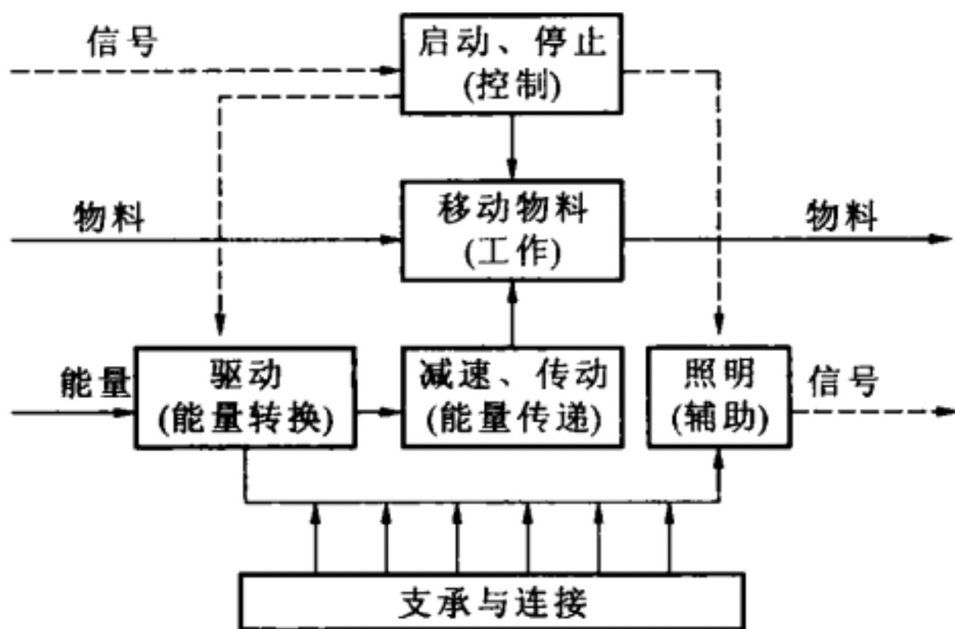 信号
启动、停止
(控制)
物料
移动物料
(工作)
物料
能量
驱动
(能量转换)
减速、传动
(能量传递)
照明
(辅助)
信号
支承与连接